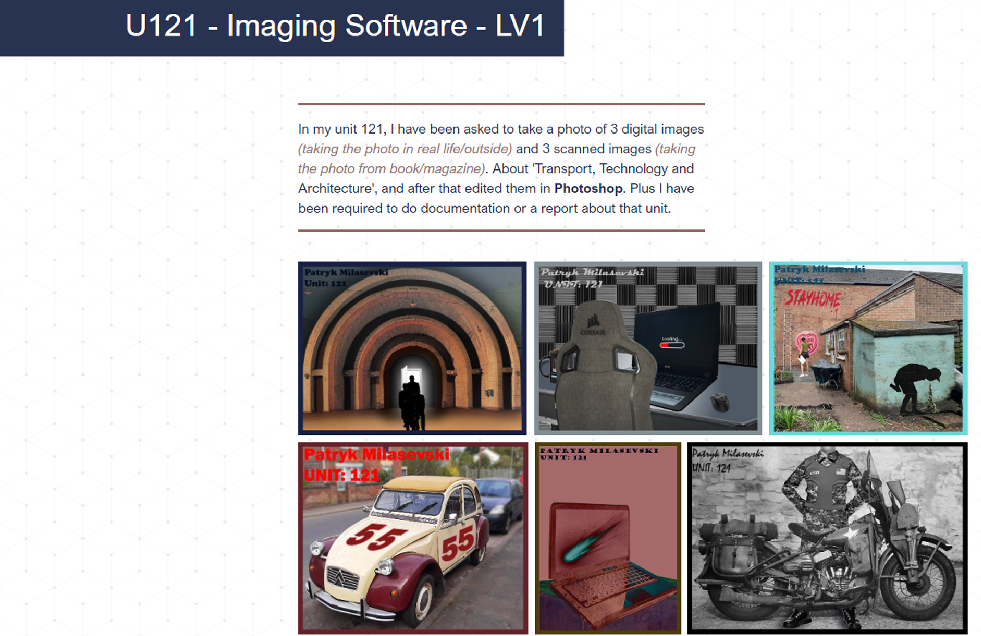 U121 - Imaging Software - LV1
In my unit 121, I have been asked to take a photo of 3 digital images
(taking the photo in real life/outside) and 3 scanned images (taking
the photo from book/magazine). About 'Transport, Technology and
Architecture', and after that edited them in Photoshop. Plus I have
been required to do documentation or a report about that unit.
Patryk Milasevski
Unit: 121
Patryk Milasevski
UNIT: 121
CORSAIR
Loading...
Patryk Milasevski
UNIT: 121
STAYHOME
Patryk Milasevski
UNIT: 121
55
55
PATRYK MILASEVSKI
UNIT: 121
Patryk Milasevski
UNIT: 121